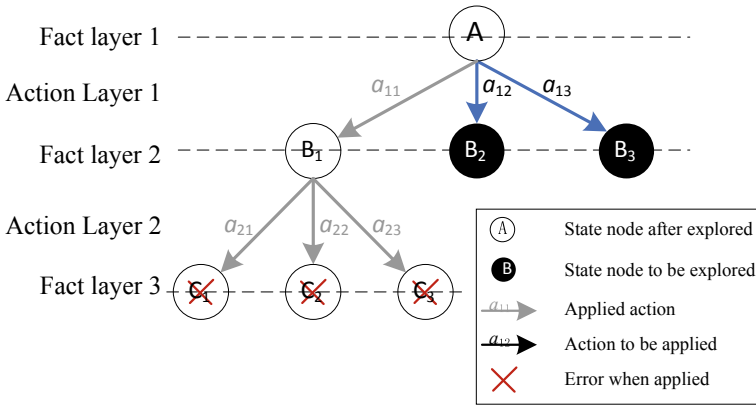 Fact layer 1
A
Action Layer 1
a11
a12
a13
Fact layer 2
B1
B2
B3
Action Layer 2
a21
a22
a23
Fact layer 3
C1
C2
C3
A State node after explored
B State node to be explored
a11 Applied action
a12 Action to be applied
Error when applied